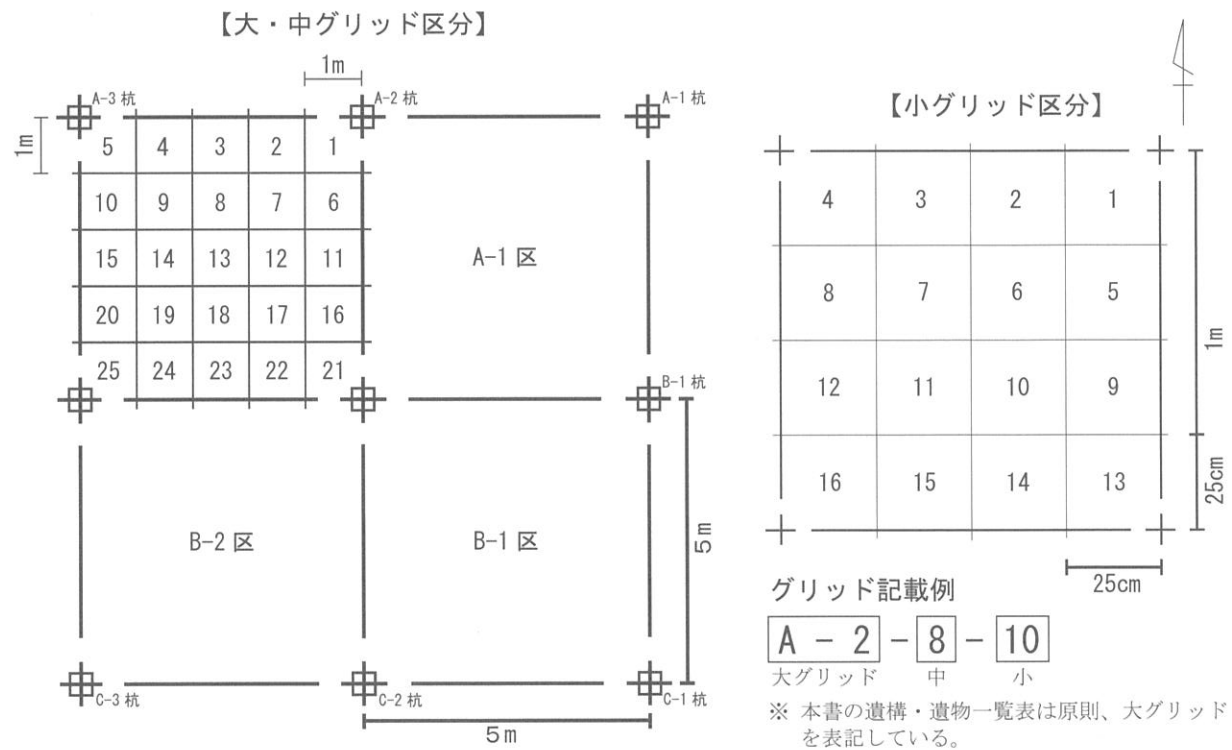 【大・中グリッド区分】
1m
A-3 杭
A-2 杭
A-1 杭
1m
5 4 3 2 1
10 9 8 7 6
15 14 13 12 11
20 19 18 17 16
25 24 23 22 21
A-1 区
B-1 杭
B-2 区
B-1 区
5m
C-3 杭
C-2 杭
C-1 杭
5m
【小グリッド区分】
4 3 2 1
8 7 6 5
12 11 10 9
16 15 14 13
1m
25cm
25cm
グリッド記載例
A - 2 - 8 - 10
大グリッド 中 小
※ 本書の遺構・遺物一覧表は原則、大グリッド
を表記している。